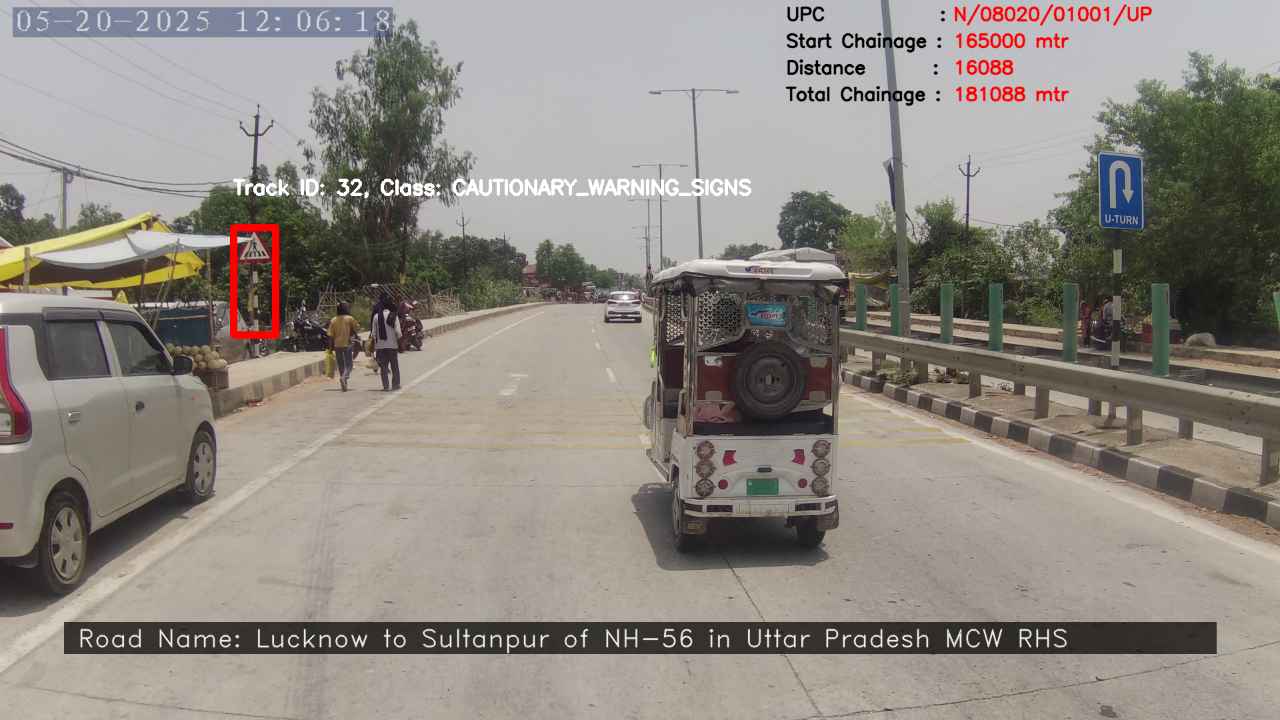 05-20-2025 12:06:18
UPC : N/08020/01001/UP
Start Chainage : 165000 mtr
Distance : 16088
Total Chainage : 181088 mtr
Track ID: 32, Class: CAUTIONARY_WARNING_SIGNS
U-TURN
Road Name: Lucknow to Sultanpur of NH-56 in Uttar Pradesh MCW RHS